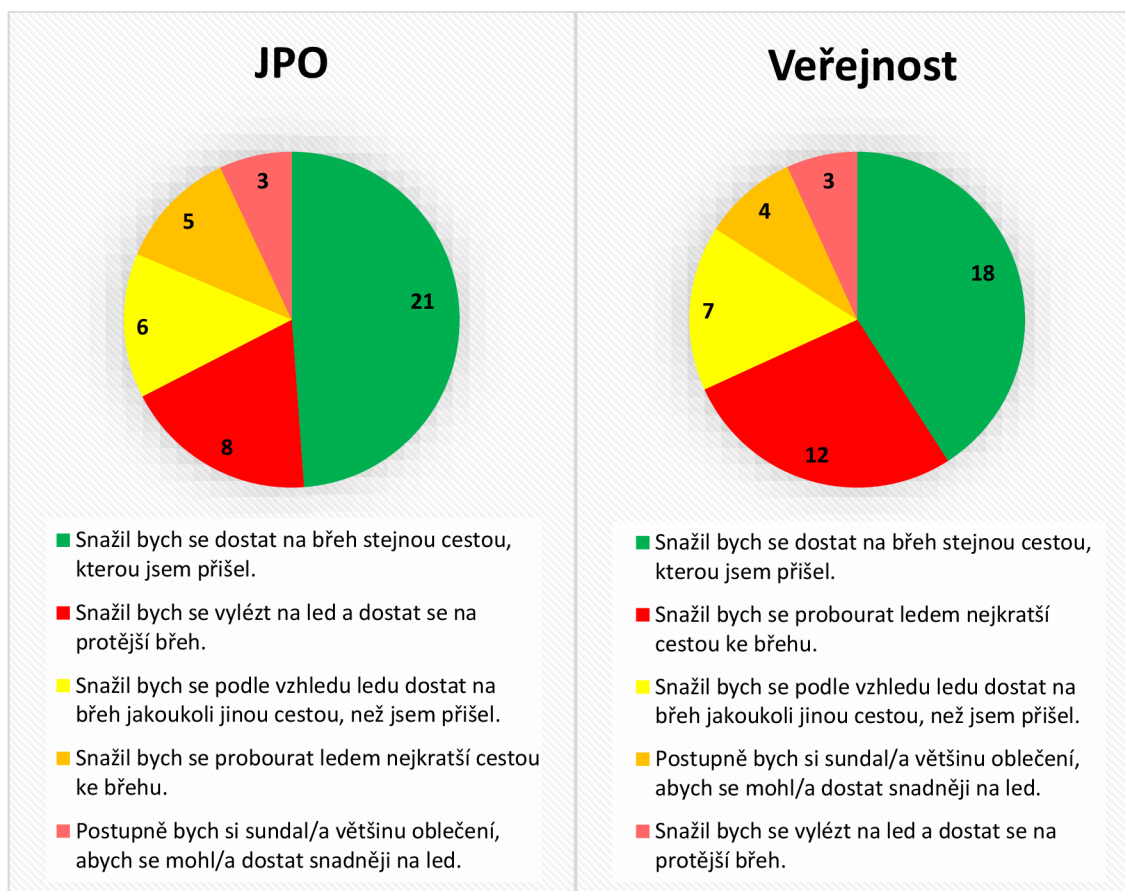 JPO
3
5
21
6
8
Snažil bych se dostat na břeh stejnou cestou,
kterou jsem přišel.
Snažil bych se vylézt na led a dostat se na
protější břeh.
Snažil bych se podle vzhledu ledu dostat na
břeh jakoukoli jinou cestou, než jsem přišel.
Snažil bych se probourat ledem nejkratší cestou
ke břehu.
Postupně bych si sundal/a většinu oblečení,
abych se mohl/a dostat snadněji na led.
Veřejnost
3
4
18
7
12
Snažil bych se dostat na břeh stejnou cestou,
kterou jsem přišel.
Snažil bych se probourat ledem nejkratší
cestou ke břehu.
Snažil bych se podle vzhledu ledu dostat na
břeh jakoukoli jinou cestou, než jsem přišel.
Postupně bych si sundal/a většinu oblečení,
abych se mohl/a dostat snadněji na led.
Snažil bych se vylézt na led a dostat se na
protější břeh.